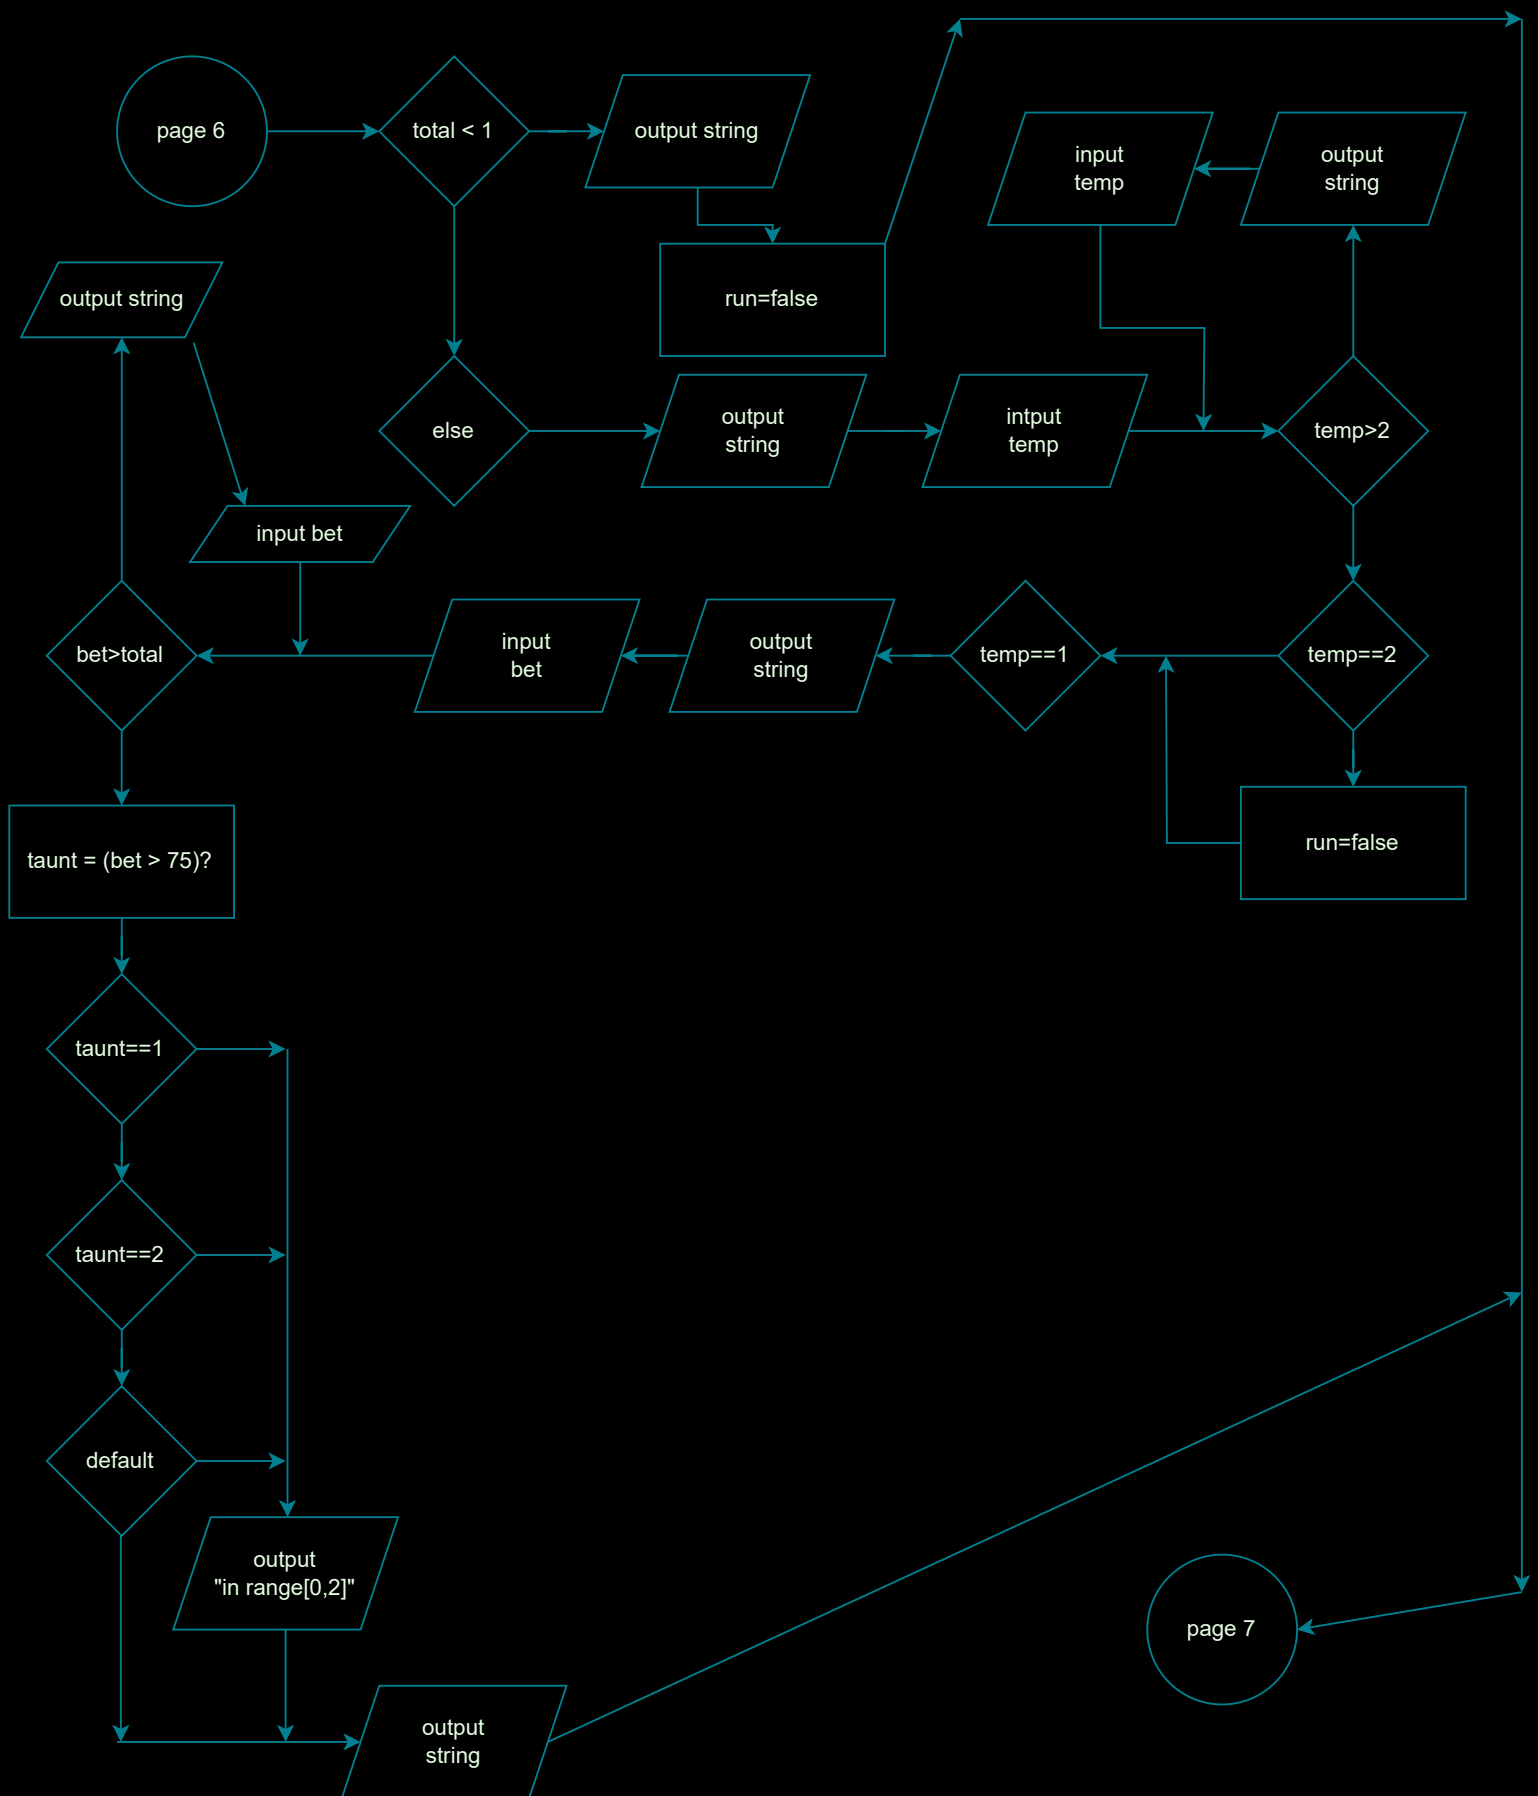 page 6
total < 1
output string
input
temp
output
string
output string
run=false
else
output
string
intput
temp
temp>2
input bet
bet>total
input
bet
output
string
temp==1
temp==2
taunt = (bet > 75)?
run=false
taunt==1
taunt==2
default
output
"in range[0,2]"
page 7
output
string